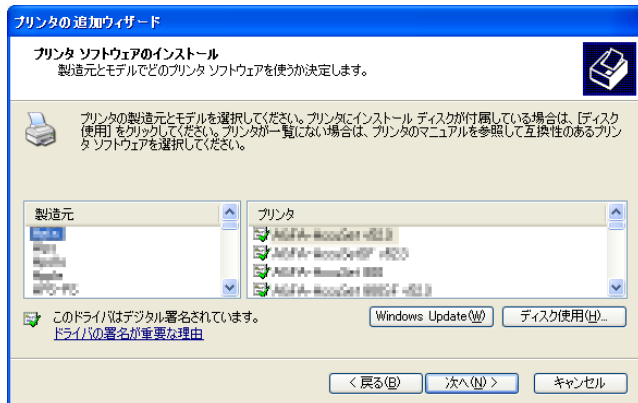 プリンタの追加ウィザード
プリンタ ソフトウェアのインストール
製造元とモデルでどのプリンタ ソフトウェアを使うか決定します。
プリンタの製造元とモデルを選択してください。プリンタにインストール ディスクが付属している場合は、[ディスク
使用] をクリックしてください。プリンタが一覧にない場合は、プリンタのマニュアルを参照して互換性のあるプリン
タ ソフトウェアを選択してください。
製造元
プリンタ
このドライバはデジタル署名されています。
ドライバの署名が重要な理由
Windows Update(W)
ディスク使用(H)...
< 戻る(B)
次へ(N) >
キャンセル